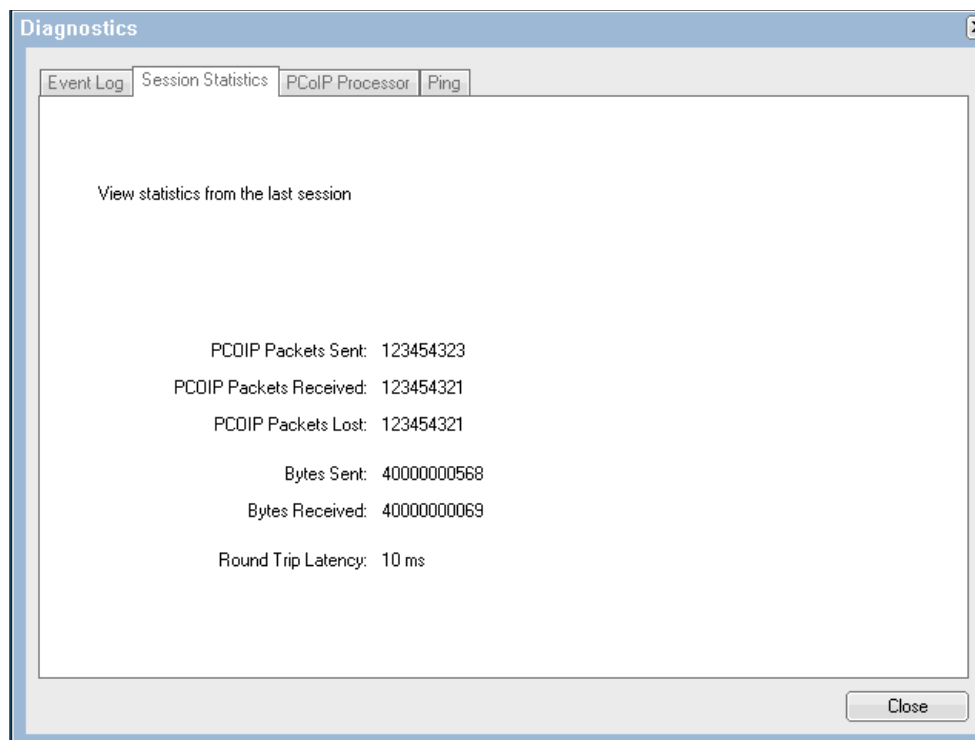 Diagnostics
Event Log Session Statistics PCoIP Processor Ping
View statistics from the last session
PCOIP Packets Sent: 123454323
PCOIP Packets Received: 123454321
PCOIP Packets Lost: 123454321
Bytes Sent: 40000000568
Bytes Received: 40000000069
Round Trip Latency: 10 ms
Close